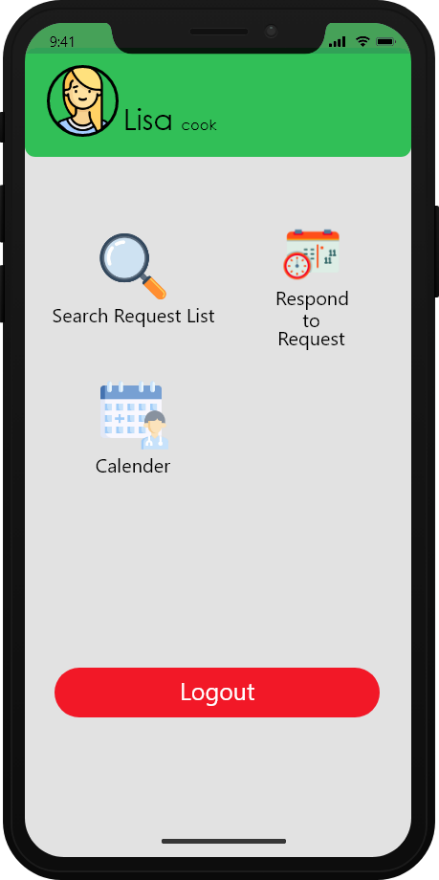 9:41
Lisa cook
Search Request List
Respond
to
Request
Calender
Logout